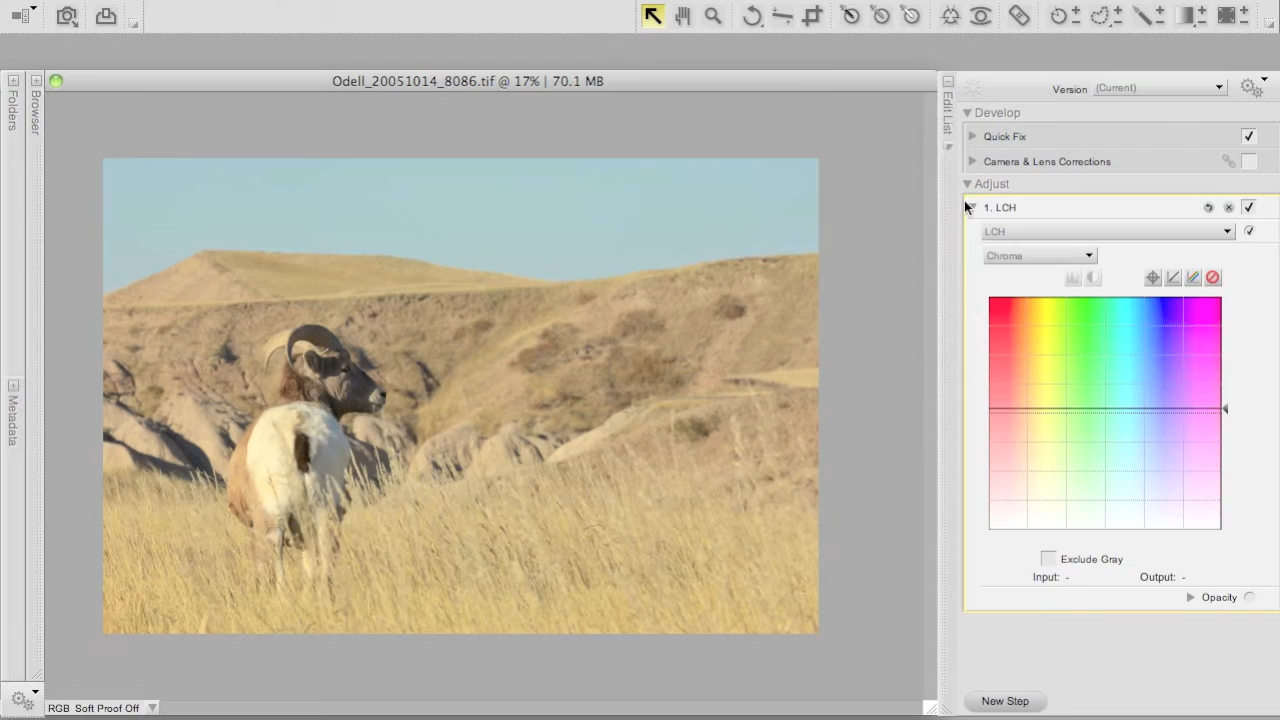 Odell_20051014_8086.tif @ 17% | 70.1 MB
Folders
Browser
Metadata
Edit List
Version (Current)
Develop
Quick Fix
Camera & Lens Corrections
Adjust
1. LCH
LCH
Chroma
Exclude Gray
Input: - Output: -
Opacity
New Step
RGB Soft Proof Off